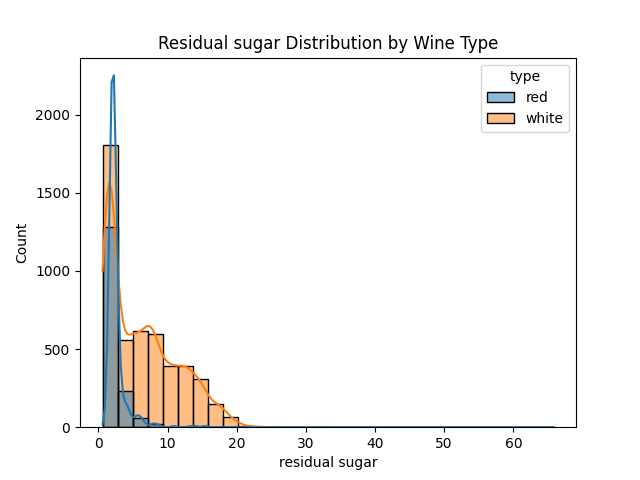 Residual sugar Distribution by Wine Type
type
red
white
Count
2000
1500
1000
500
0
0 10 20 30 40 50 60
residual sugar